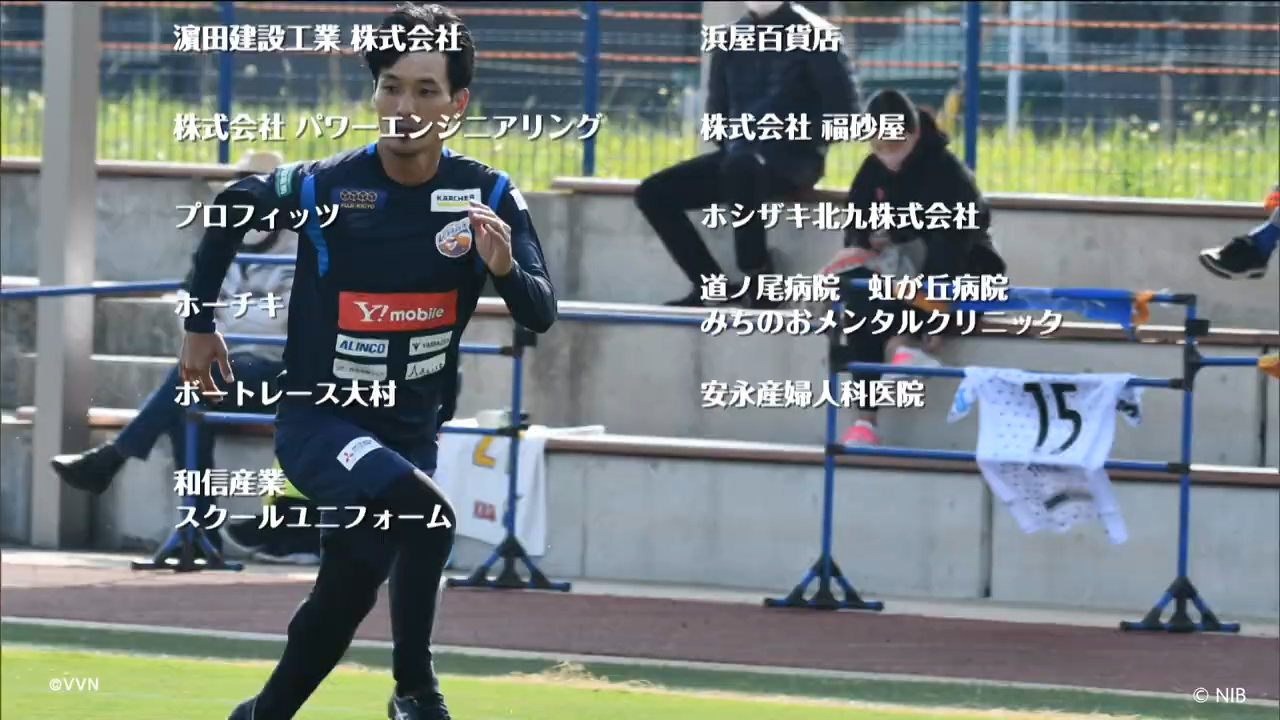 濵田建設工業 株式会社
浜屋百貨店
株式会社 パワーエンジニアリング
株式会社 福砂屋
プロフィッツ
ホシザキ北九株式会社
ホーチキ
道ノ尾病院　虹が丘病院
みちのおメンタルクリニック
ボートレース大村
安永産婦人科医院
和信産業
スクールユニフォーム
KÄRCHER
Y!mobile
ALINCO
15
©VVN
© NIB